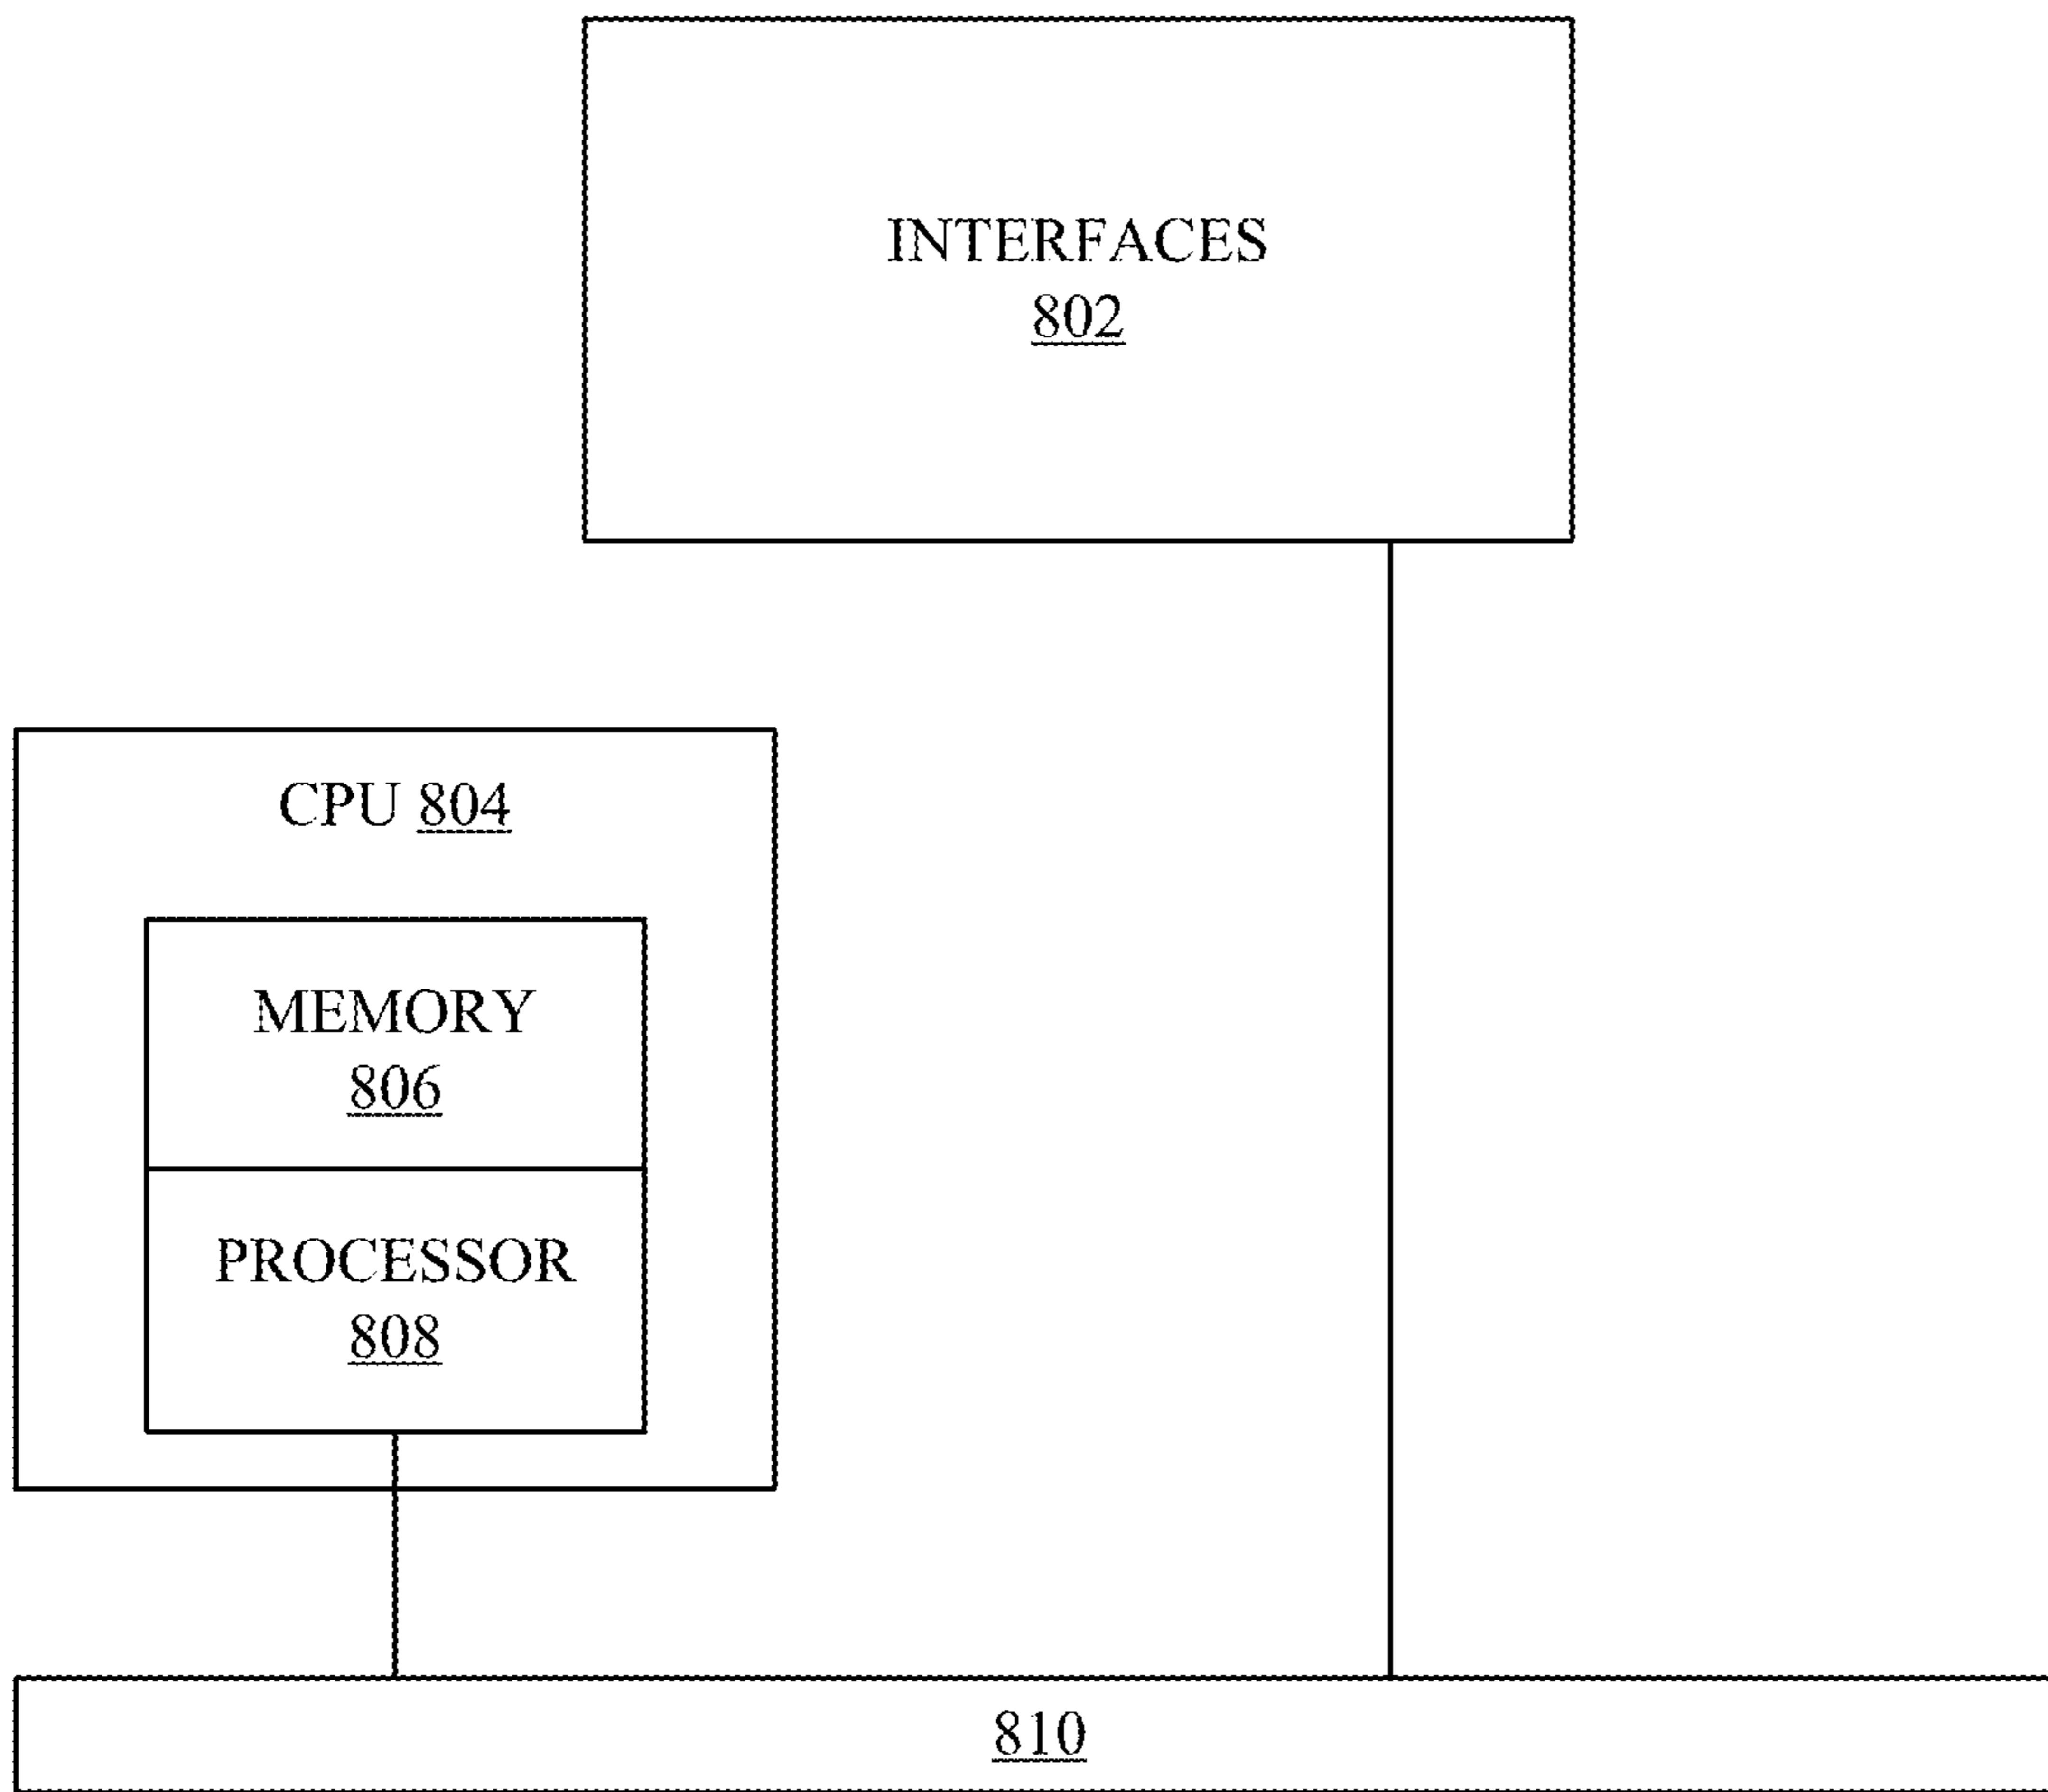 INTERFACES
802
CPU 804
MEMORY
806
PROCESSOR
808
810